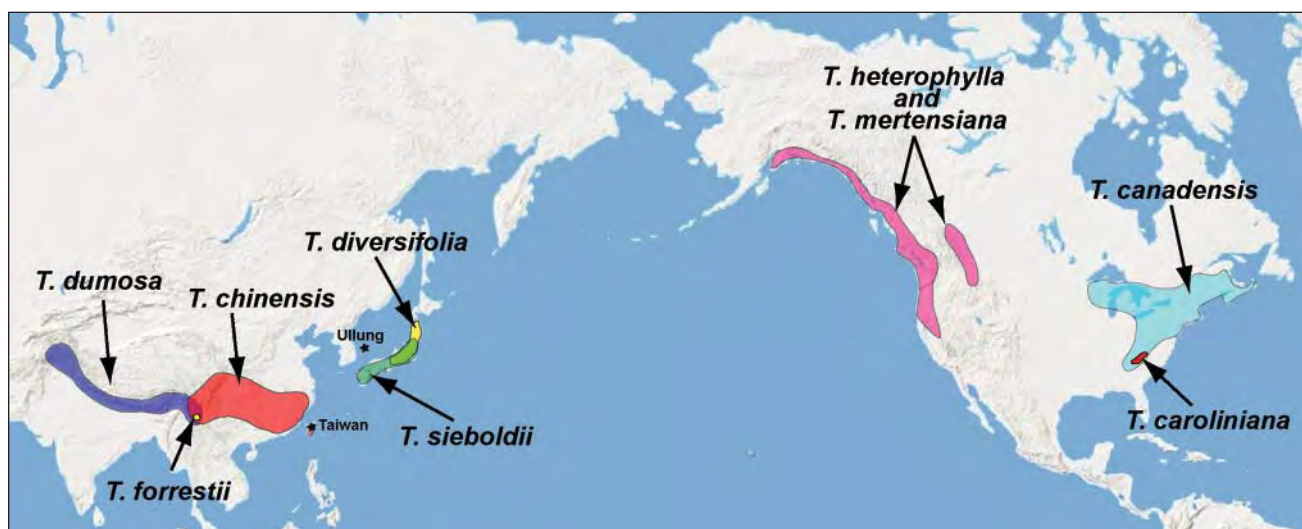 T. heterophylla
and
T. mertensiana
T. canadensis
T. diversifolia
T. dumosa
T. chinensis
Ullung
Taiwan
T. sieboldii
T. caroliniana
T. forrestii